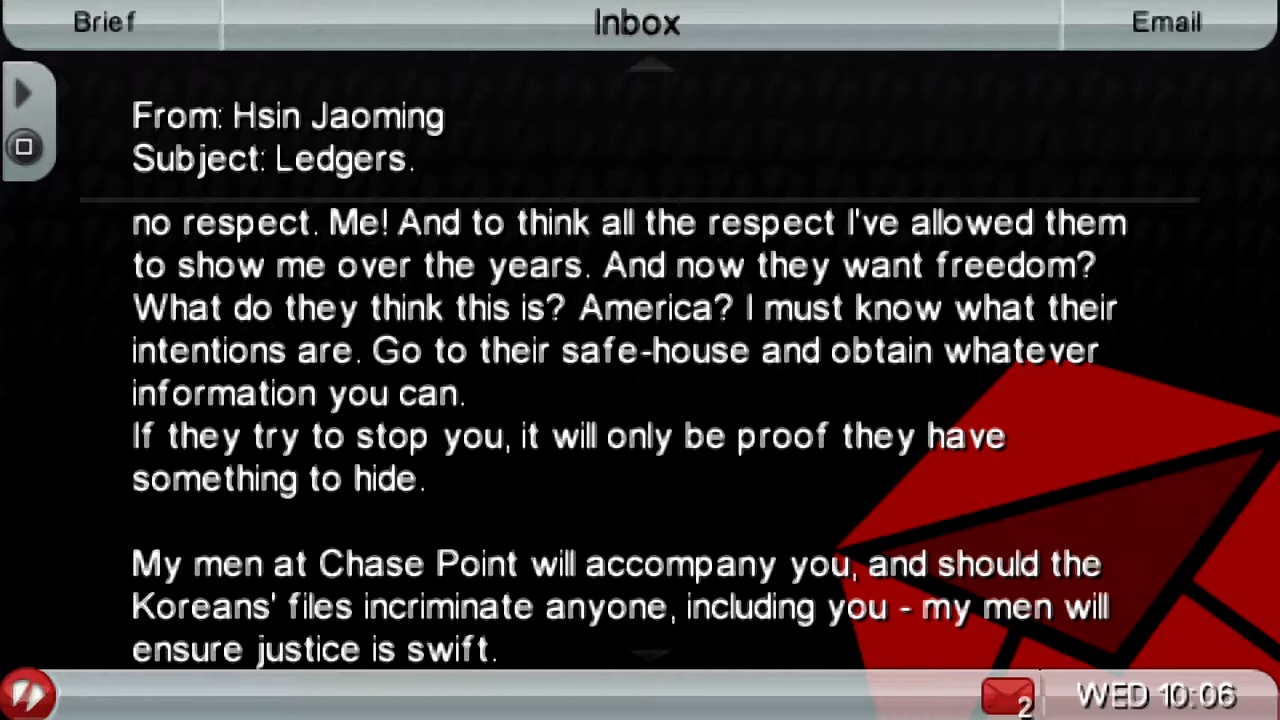 Brief
Inbox
Email
From: Hsin Jaoming
Subject: Ledgers.
no respect. Me! And to think all the respect I've allowed them
to show me over the years. And now they want freedom?
What do they think this is? America? I must know what their
intentions are. Go to their safe-house and obtain whatever
information you can.
If they try to stop you, it will only be proof they have
something to hide.
My men at Chase Point will accompany you, and should the
Koreans' files incriminate anyone, including you - my men will
ensure justice is swift.
2
WED 10:06